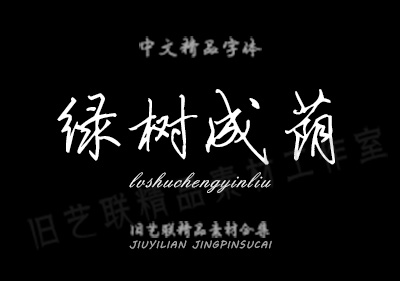 中文精品字体
绿树成荫
lvshuchengyinliu
旧艺联精品素材合集
JIUYILIAN JINGPINSUCAI
旧艺联精品素材工作室